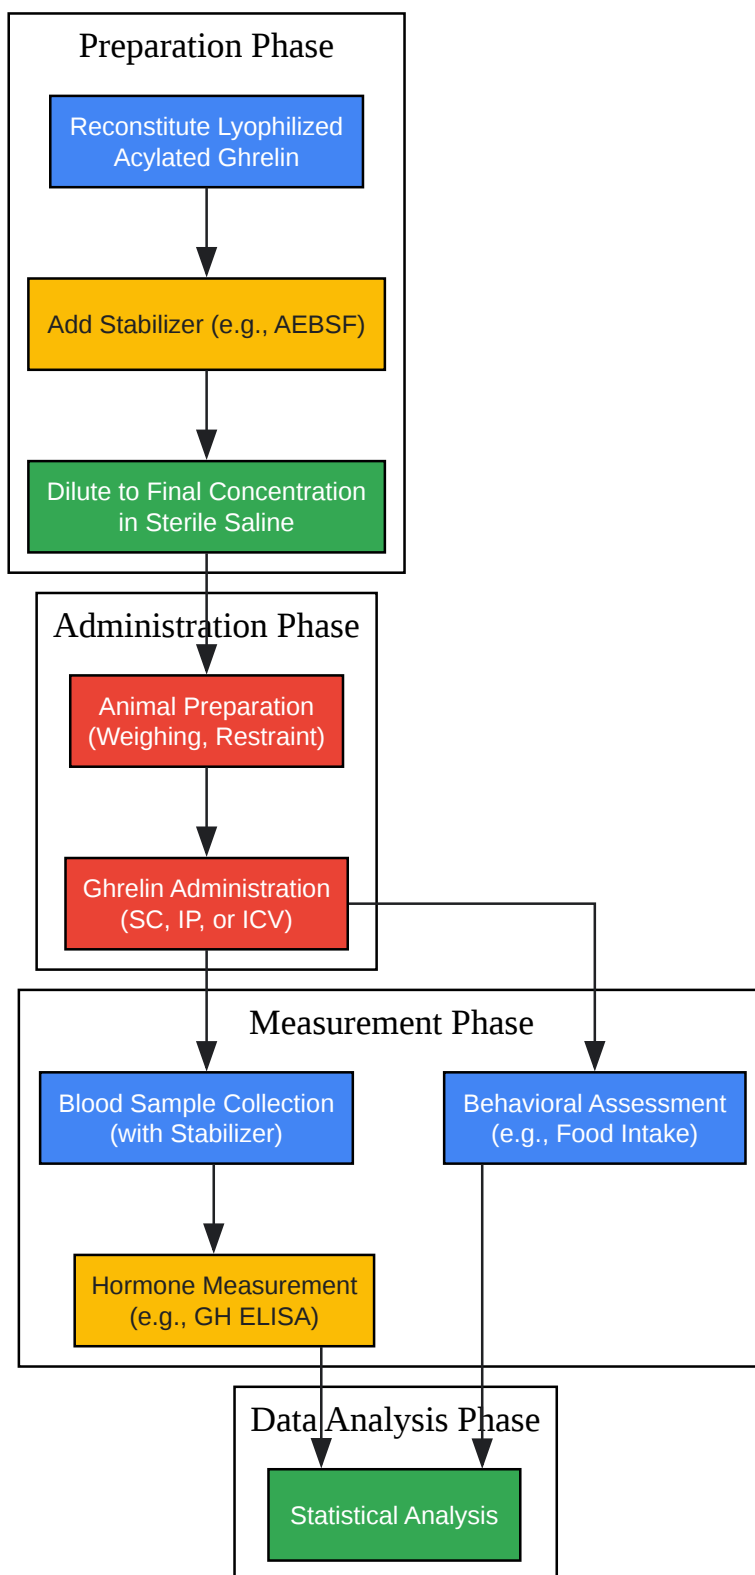 Preparation Phase
Reconstitute Lyophilized
Acylated Ghrelin
Add Stabilizer (e.g., AEBSF)
Dilute to Final Concentration
in Sterile Saline
Administration Phase
Animal Preparation
(Weighing, Restraint)
Ghrelin Administration
(SC, IP, or ICV)
Measurement Phase
Blood Sample Collection
(with Stabilizer)
Behavioral Assessment
(e.g., Food Intake)
Hormone Measurement
(e.g., GH ELISA)
Data Analysis Phase
Statistical Analysis